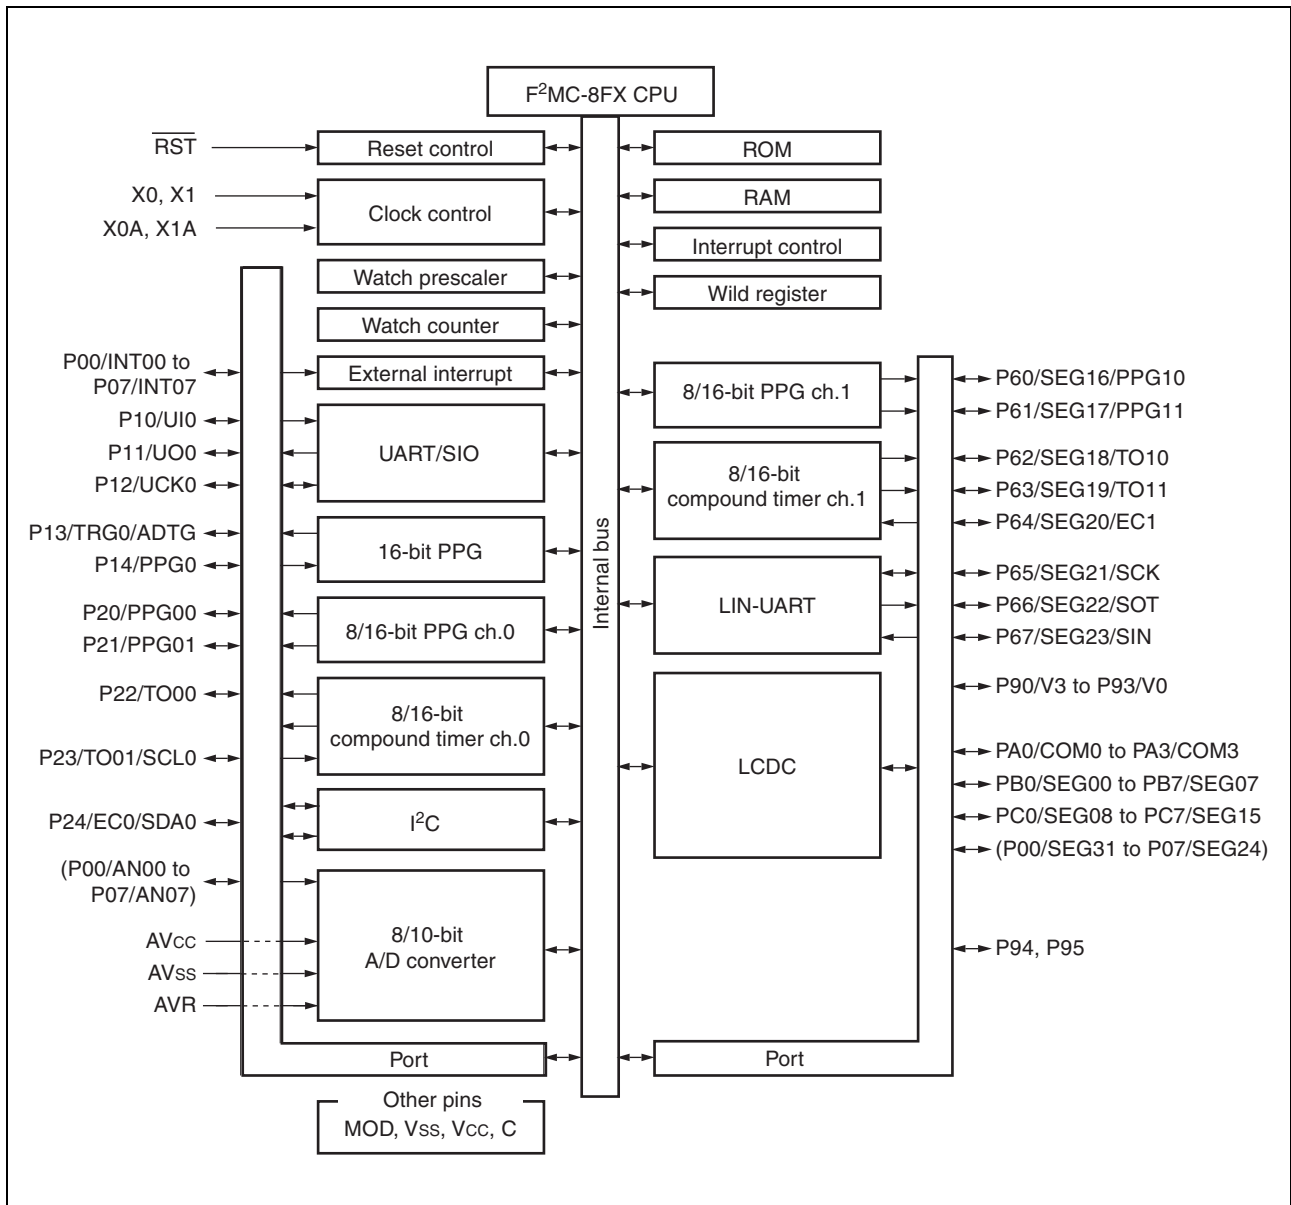 F²MC-8FX CPU
RST
Reset control
ROM
X0, X1
X0A, X1A
Clock control
RAM
Interrupt control
Watch prescaler
Wild register
Watch counter
P00/INT00 to
P07/INT07
External interrupt
P10/UI0
P11/UO0
P12/UCK0
UART/SIO
P13/TRG0/ADTG
P14/PPG0
16-bit PPG
P20/PPG00
P21/PPG01
8/16-bit PPG ch.0
P22/TO00
P23/TO01/SCL0
8/16-bit
compound timer ch.0
P24/EC0/SDA0
I²C
(P00/AN00 to
P07/AN07)
AVCC
AVSS
AVR
8/10-bit
A/D converter
Port
Other pins
MOD, VSS, VCC, C
Internal bus
8/16-bit PPG ch.1
P60/SEG16/PPG10
P61/SEG17/PPG11
8/16-bit
compound timer ch.1
P62/SEG18/TO10
P63/SEG19/TO11
P64/SEG20/EC1
LIN-UART
P65/SEG21/SCK
P66/SEG22/SOT
P67/SEG23/SIN
LCDC
P90/V3 to P93/V0
PA0/COM0 to PA3/COM3
PB0/SEG00 to PB7/SEG07
PC0/SEG08 to PC7/SEG15
(P00/SEG31 to P07/SEG24)
P94, P95
Port